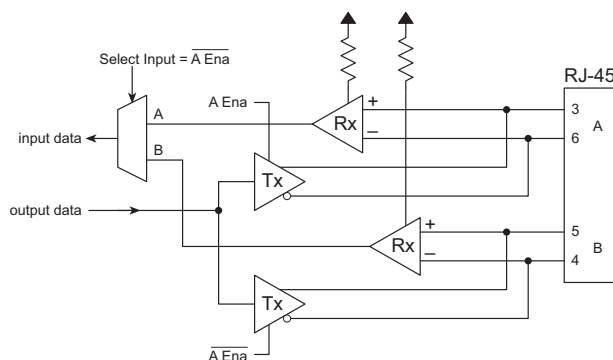 Select Input = A Ena
RJ-45
A Ena
A
+
Rx
−
3
A
6
input data
B
Tx
output data
+
Rx
−
5
B
4
Tx
A Ena